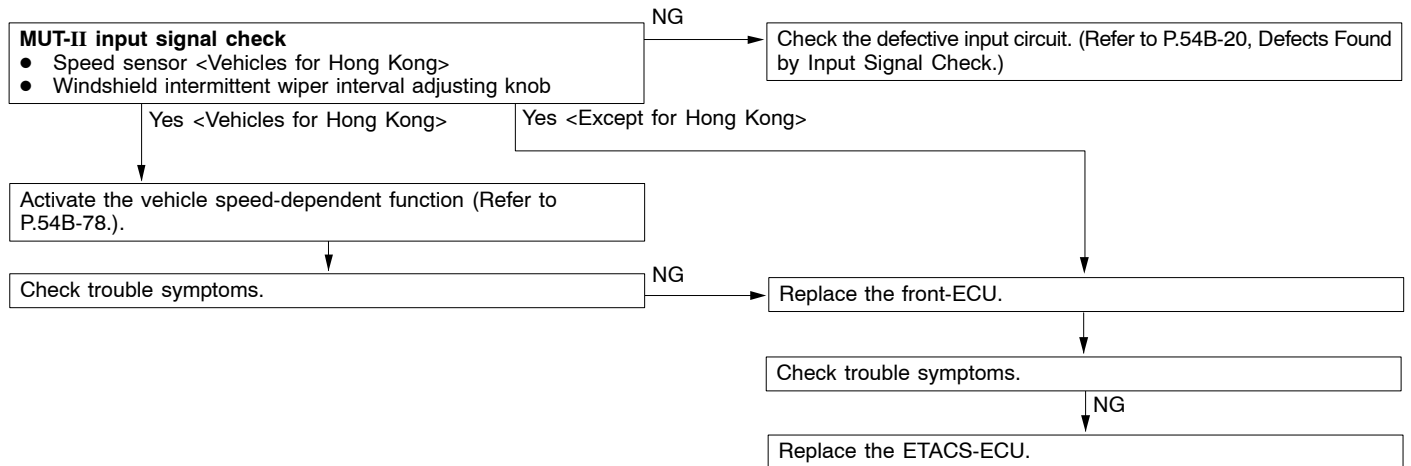 MUT-II input signal check
● Speed sensor <Vehicles for Hong Kong>
● Windshield intermittent wiper interval adjusting knob
NG
Check the defective input circuit. (Refer to P.54B-20, Defects Found
by Input Signal Check.)
Yes <Vehicles for Hong Kong>
Yes <Except for Hong Kong>
Activate the vehicle speed-dependent function (Refer to
P.54B-78.).
Check trouble symptoms.
NG
Replace the front-ECU.
Check trouble symptoms.
NG
Replace the ETACS-ECU.